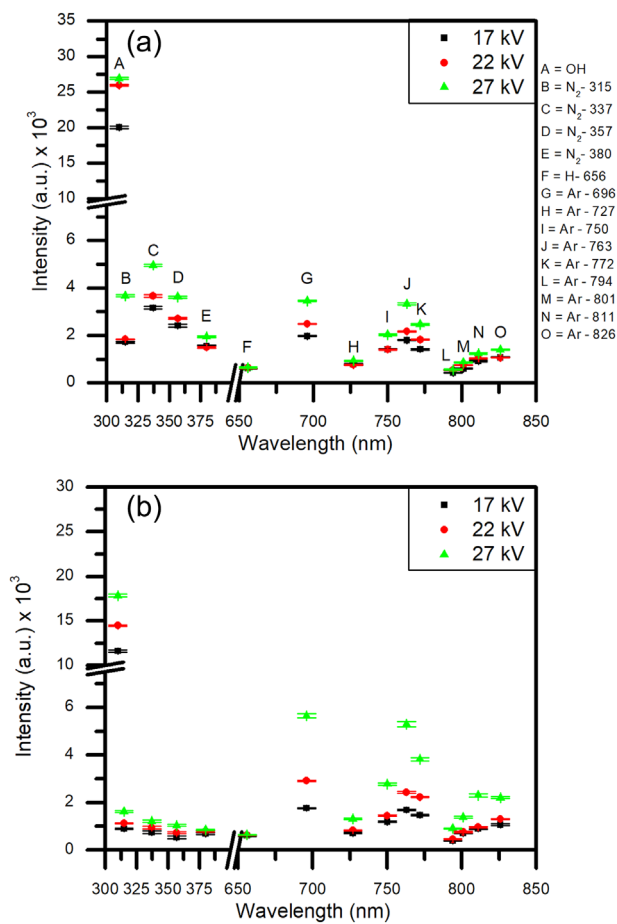 (a)
17 kV
22 kV
27 kV
A = OH
B = N2- 315
C = N2- 337
D = N2- 357
E = N2- 380
F = H- 656
G = Ar - 696
H = Ar - 727
I = Ar - 750
J = Ar - 763
K = Ar - 772
L = Ar - 794
M = Ar - 801
N = Ar - 811
O = Ar - 826
Intensity (a.u.) x 10^3
35
30
25
20
15
10
6
4
2
0
A
B
C
D
E
F
G
H
I
J
K
L
M
N
O
300 325 350 375 650 700 750 800 850
Wavelength (nm)
(b)
17 kV
22 kV
27 kV
Intensity (a.u.) x 10^3
30
25
20
15
10
6
4
2
0
300 325 350 375 650 700 750 800 850
Wavelength (nm)